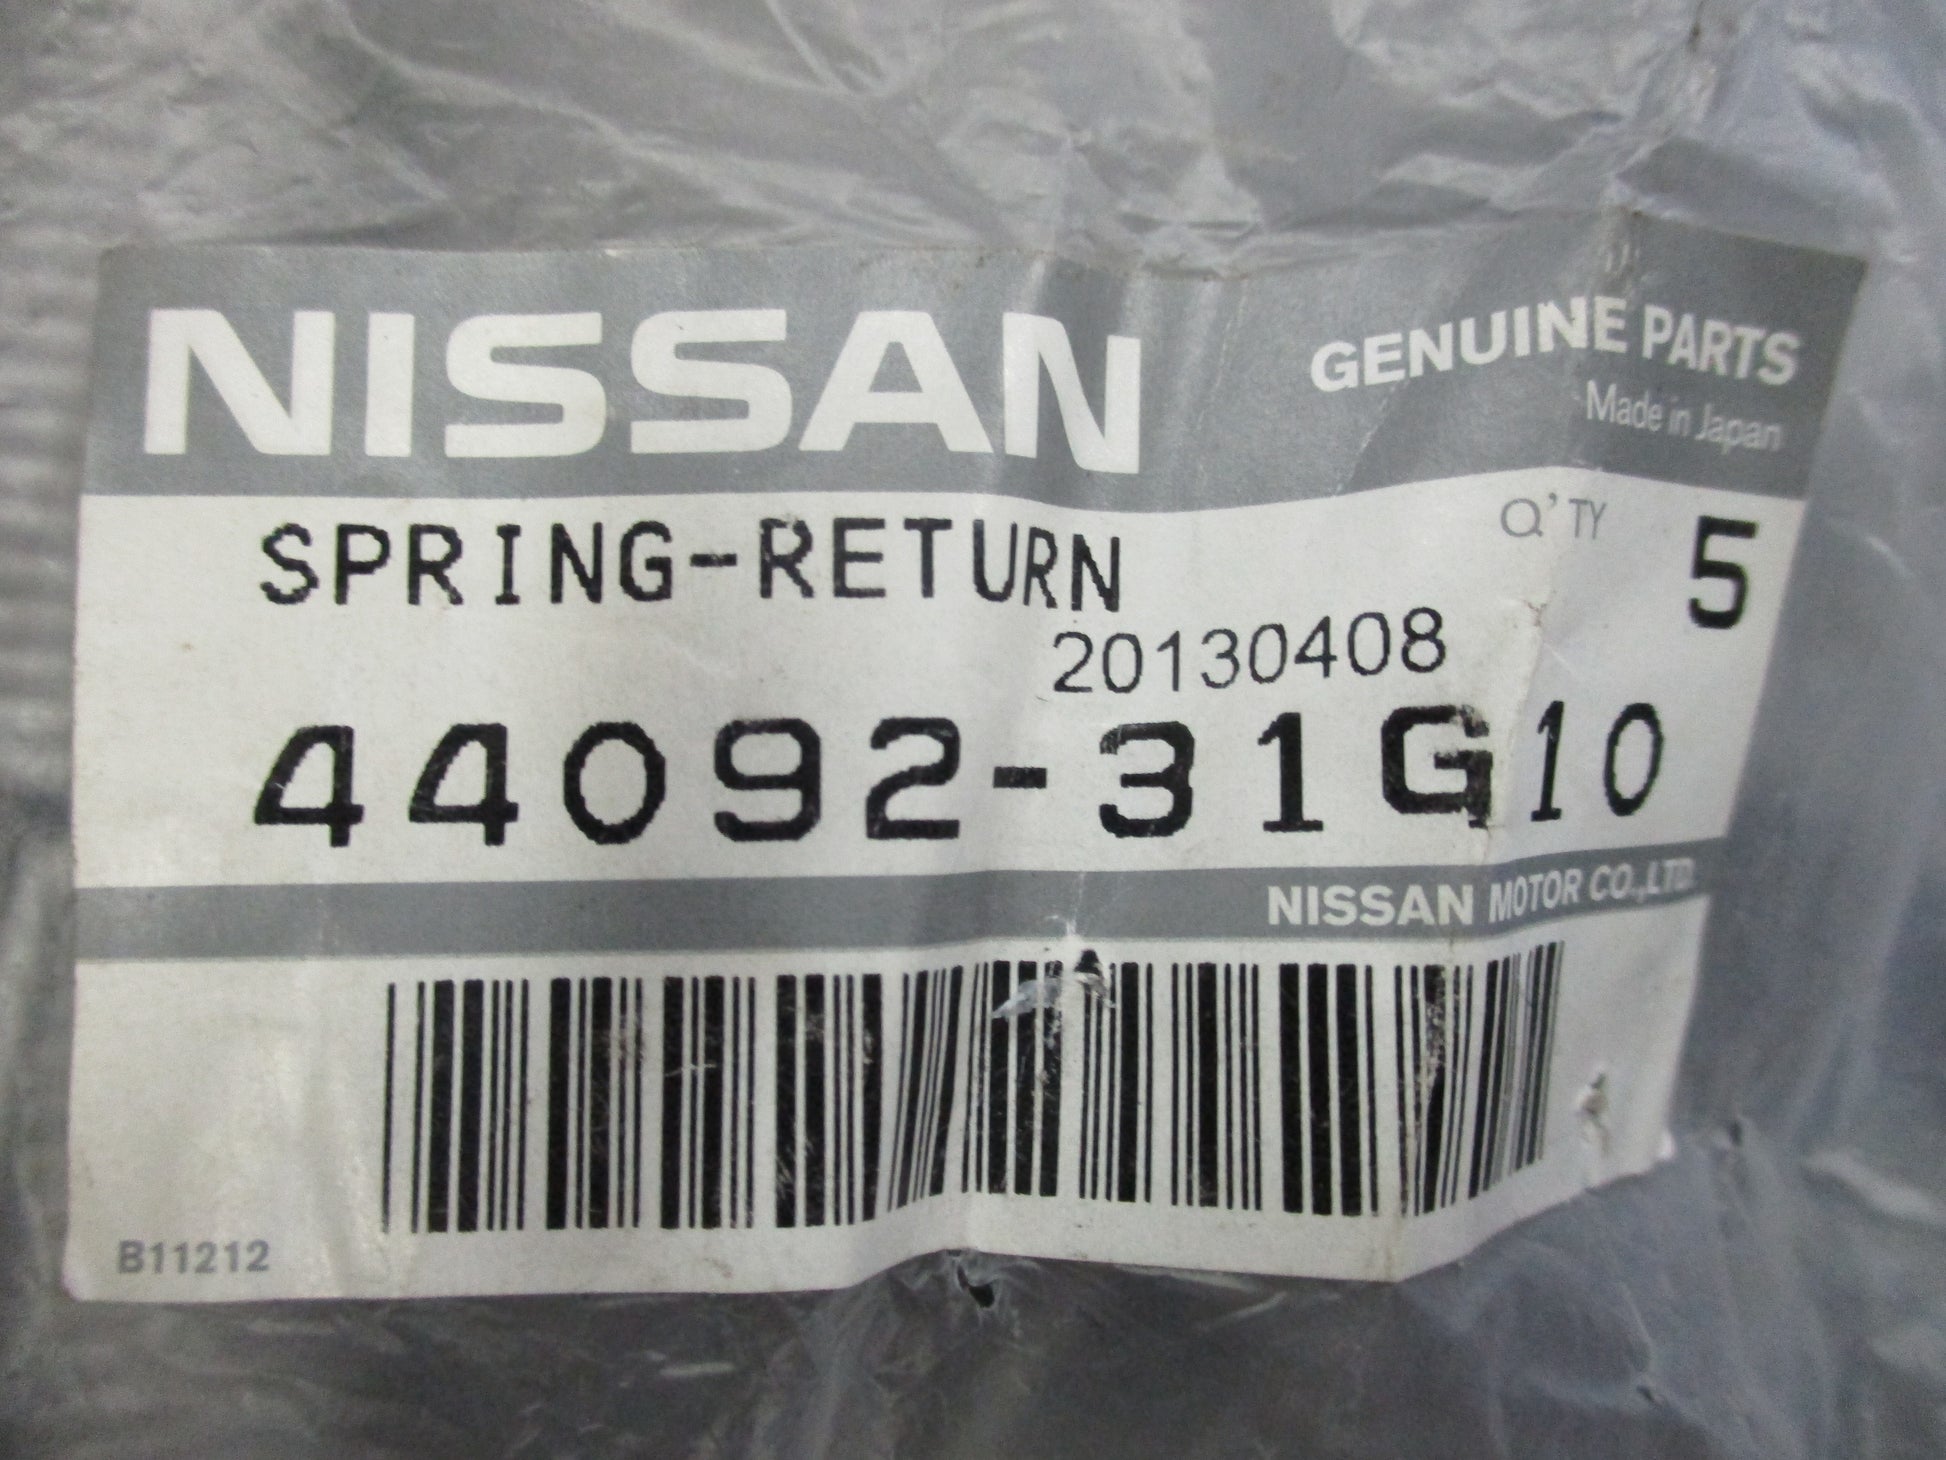 NISSAN
GENUINE PARTS
Made in Japan
SPRING-RETURN
Q'TY 5
20130408
44092-31G10
NISSAN MOTOR CO.,LTD.
B11212